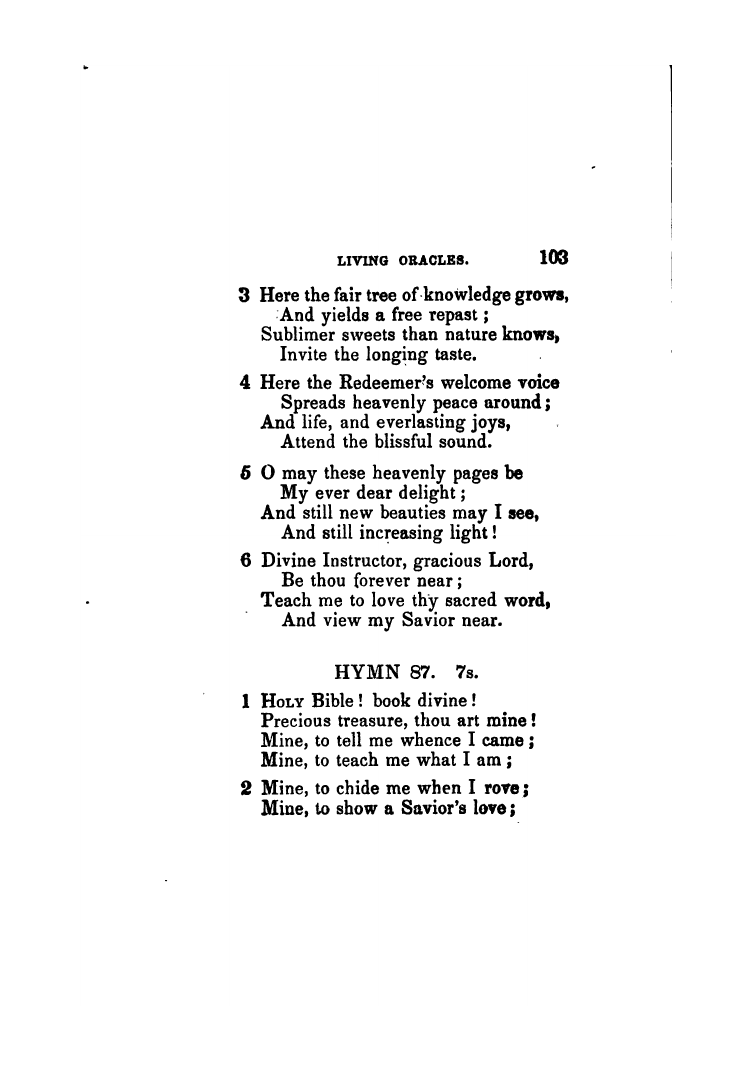 LIVING ORACLES. 103
3 Here the fair tree of knowledge grows,
And yields a free repast ;
Sublimer sweets than nature knows,
Invite the longing taste.
4 Here the Redeemer's welcome voice
Spreads heavenly peace around ;
And life, and everlasting joys,
Attend the blissful sound.
5 O may these heavenly pages be
My ever dear delight ;
And still new beauties may I see,
And still increasing light !
6 Divine Instructor, gracious Lord,
Be thou forever near ;
Teach me to love thy sacred word,
And view my Savior near.
HYMN 87. 7s.
1 HOLY Bible ! book divine !
Precious treasure, thou art mine !
Mine, to tell me whence I came ;
Mine, to teach me what I am ;
2 Mine, to chide me when I rove ;
Mine, to show a Savior's love ;